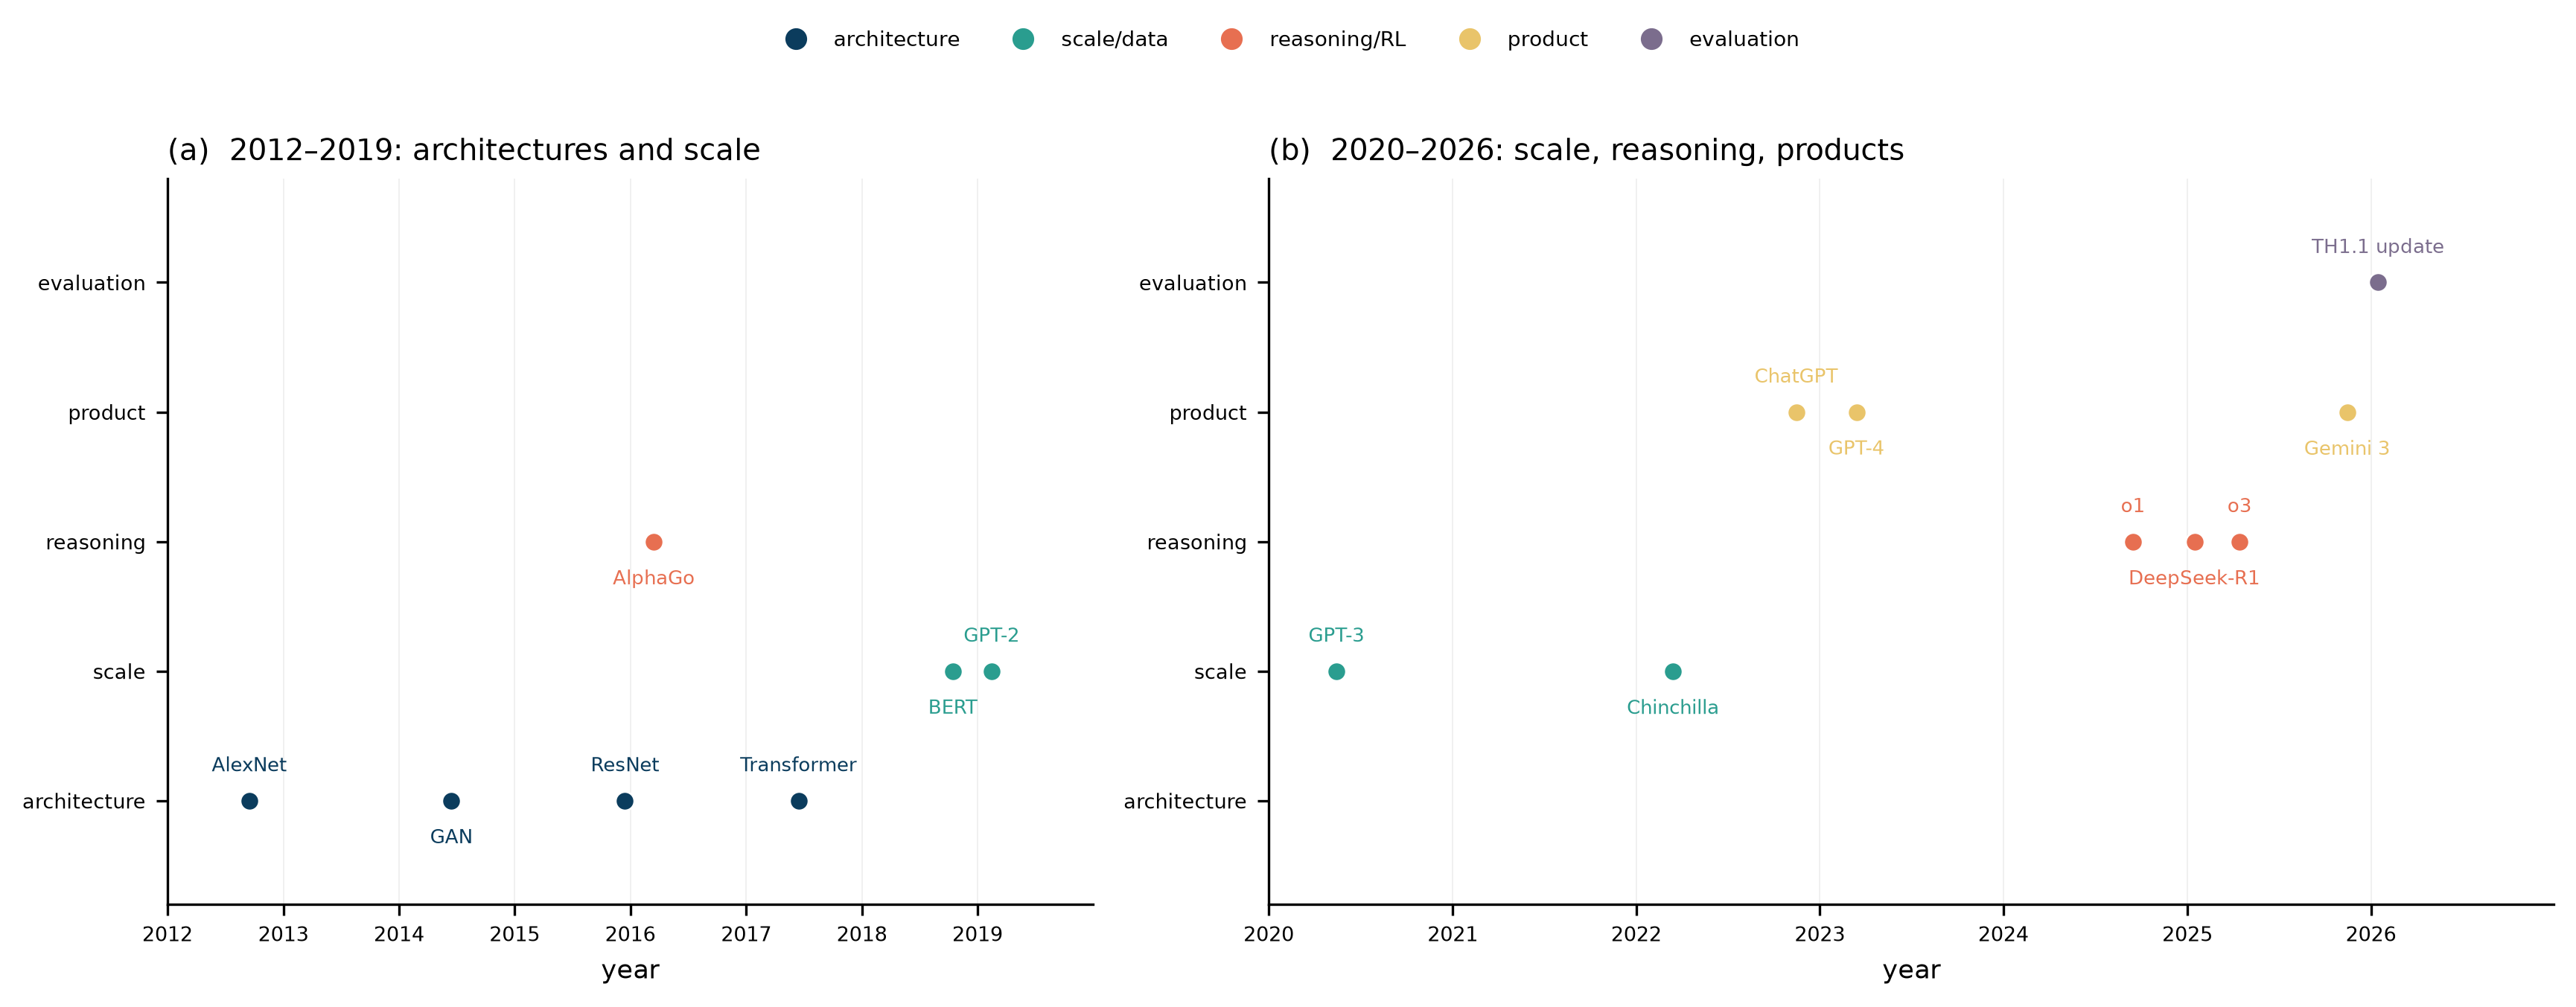 architecture scale/data reasoning/RL product evaluation
(a) 2012–2019: architectures and scale
evaluation
product
reasoning
AlphaGo
GPT-2
scale
BERT
AlexNet ResNet Transformer
architecture
GAN
2012 2013 2014 2015 2016 2017 2018 2019
year
(b) 2020–2026: scale, reasoning, products
TH1.1 update
evaluation
ChatGPT
product
GPT-4 Gemini 3
o1 o3
reasoning
DeepSeek-R1
GPT-3
scale
Chinchilla
architecture
2020 2021 2022 2023 2024 2025 2026
year